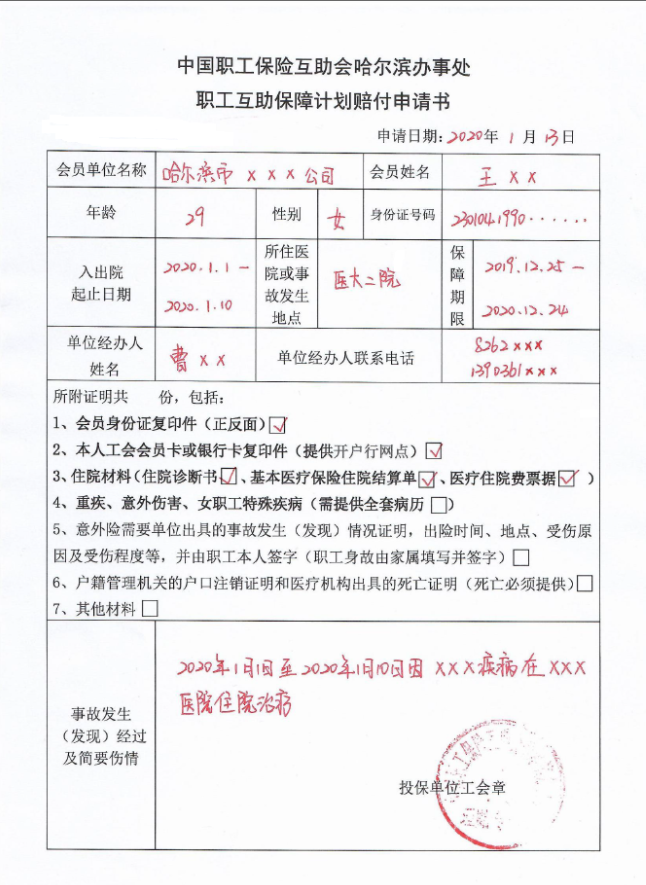 中国职工保险互助会哈尔滨办事处
职工互助保障计划赔付申请书
申请日期:2020年 1 月 13日
会员单位名称 哈尔滨市 x x x 公司 会员姓名 王 x x
年龄 29 性别 女 身份证号码 230104.1990······
入出院
起止日期
2020.1.1 —
2020.1.10
所住医
院或事
故发生
地点
医大二院
保
障
期
限
2019.12.25 —
2020.12.24
单位经办人
姓名
曹 x x
单位经办人联系电话
8262xxx
1390361xxx
所附证明共 份，包括:
1、会员身份证复印件（正反面）☑
2、本人工会会员卡或银行卡复印件（提供开户行网点）☑
3、住院材料（住院诊断书☑、基本医疗保险住院结算单☑、医疗住院费票据☑ ）
4、重疾、意外伤害、女职工特殊疾病（需提供全套病历 □）
5、意外险需要单位出具的事故发生（发现）情况证明，出险时间、地点、受伤原
因及受伤程度等，并由职工本人签字（职工身故由家属填写并签字）□
6、户籍管理机关的户口注销证明和医疗机构出具的死亡证明（死亡必须提供）□
7、其他材料 □
事故发生
（发现）经过
及简要伤情
2020年1月1日至2020年1月10日因 xxx疾病在xxx
医院住院治疗
投保单位工会章